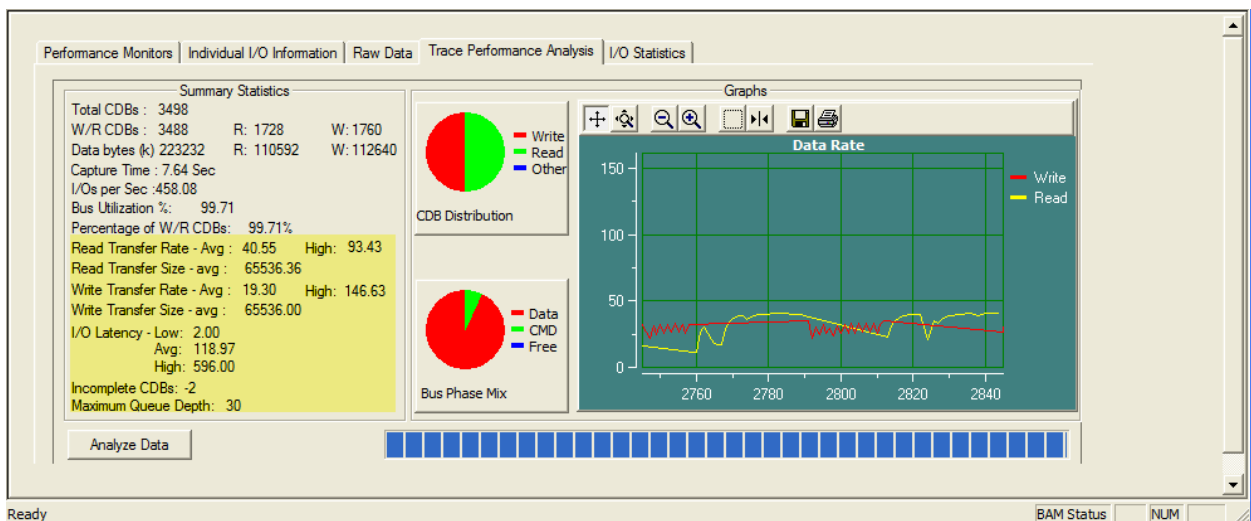 Performance Monitors Individual I/O Information Raw Data Trace Performance Analysis I/O Statistics
Summary Statistics
Total CDBs : 3498
W/R CDBs : 3488 R: 1728 W: 1760
Data bytes (k) 223232 R: 110592 W: 112640
Capture Time : 7.64 Sec
I/Os per Sec :458.08
Bus Utilization %: 99.71
Percentage of W/R CDBs: 99.71%
Read Transfer Rate - Avg : 40.55 High: 93.43
Read Transfer Size - avg : 65536.36
Write Transfer Rate - Avg : 19.30 High: 146.63
Write Transfer Size - avg : 65536.00
I/O Latency - Low: 2.00
Avg: 118.97
High: 596.00
Incomplete CDBs: -2
Maximum Queue Depth: 30
Graphs
Write
Read
Other
CDB Distribution
Data
CMD
Free
Bus Phase Mix
Data Rate
150
100
50
0
2760 2780 2800 2820 2840
Write
Read
Analyze Data
Ready BAM Status NUM